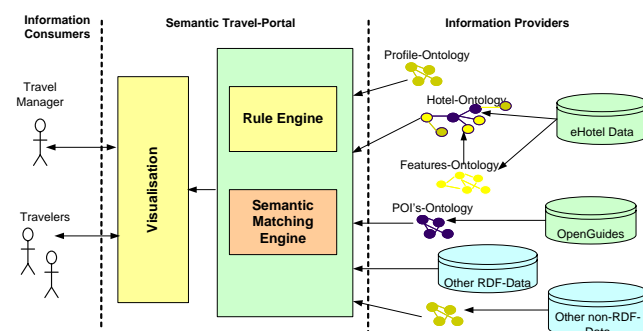 Information
Consumers
Semantic Travel-Portal
Information Providers
Travel
Manager
Travelers
Visualisation
Rule Engine
Semantic
Matching
Engine
Profile-Ontology
Hotel-Ontology
Features-Ontology
POI's-Ontology
eHotel Data
OpenGuides
Other RDF-Data
Other non-RDF-
Data